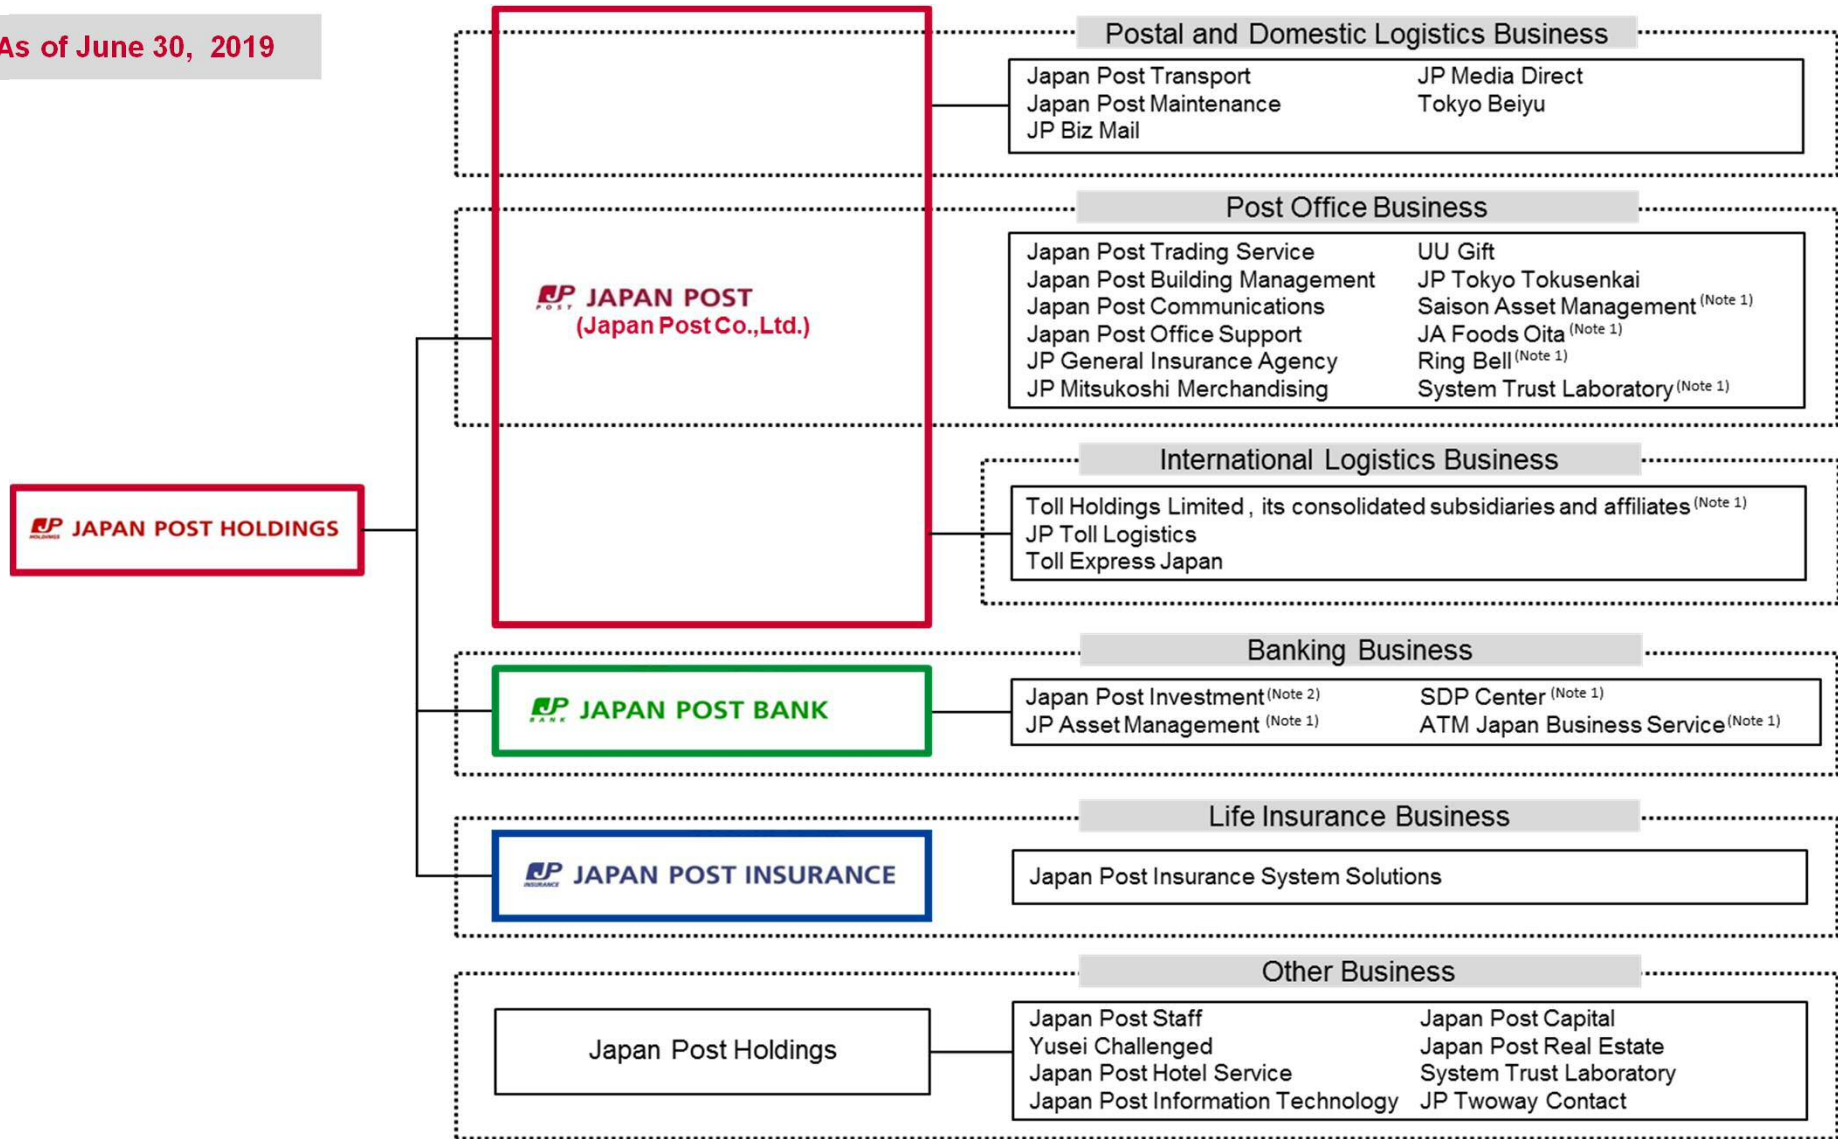 As of June 30, 2019
Postal and Domestic Logistics Business
Japan Post Transport
JP Media Direct
Japan Post Maintenance
Tokyo Beiyu
JP Biz Mail
Post Office Business
Japan Post Trading Service
UU Gift
Japan Post Building Management
JP Tokyo Tokusenkai
Japan Post Communications
Saison Asset Management (Note 1)
Japan Post Office Support
JA Foods Oita (Note 1)
JP General Insurance Agency
Ring Bell (Note 1)
JP Mitsukoshi Merchandising
System Trust Laboratory (Note 1)
JP POST JAPAN POST
(Japan Post Co.,Ltd.)
International Logistics Business
Toll Holdings Limited , its consolidated subsidiaries and affiliates (Note 1)
JP Toll Logistics
Toll Express Japan
JP HOLDINGS JAPAN POST HOLDINGS
Banking Business
JP BANK JAPAN POST BANK
Japan Post Investment (Note 2)
SDP Center (Note 1)
JP Asset Management (Note 1)
ATM Japan Business Service (Note 1)
Life Insurance Business
JP INSURANCE JAPAN POST INSURANCE
Japan Post Insurance System Solutions
Other Business
Japan Post Holdings
Japan Post Staff
Japan Post Capital
Yusei Challenged
Japan Post Real Estate
Japan Post Hotel Service
System Trust Laboratory
Japan Post Information Technology
JP Twoway Contact